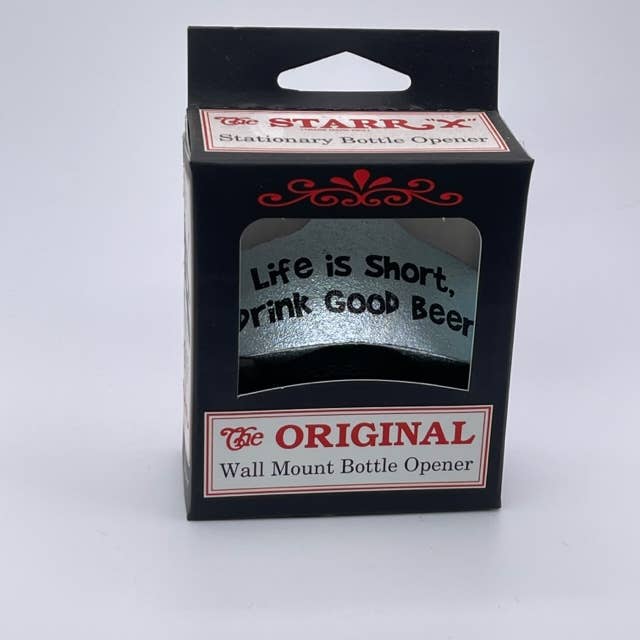 The STARR "X"
Stationary Bottle Opener
Life is Short,
Drink Good Beer
The ORIGINAL
Wall Mount Bottle Opener